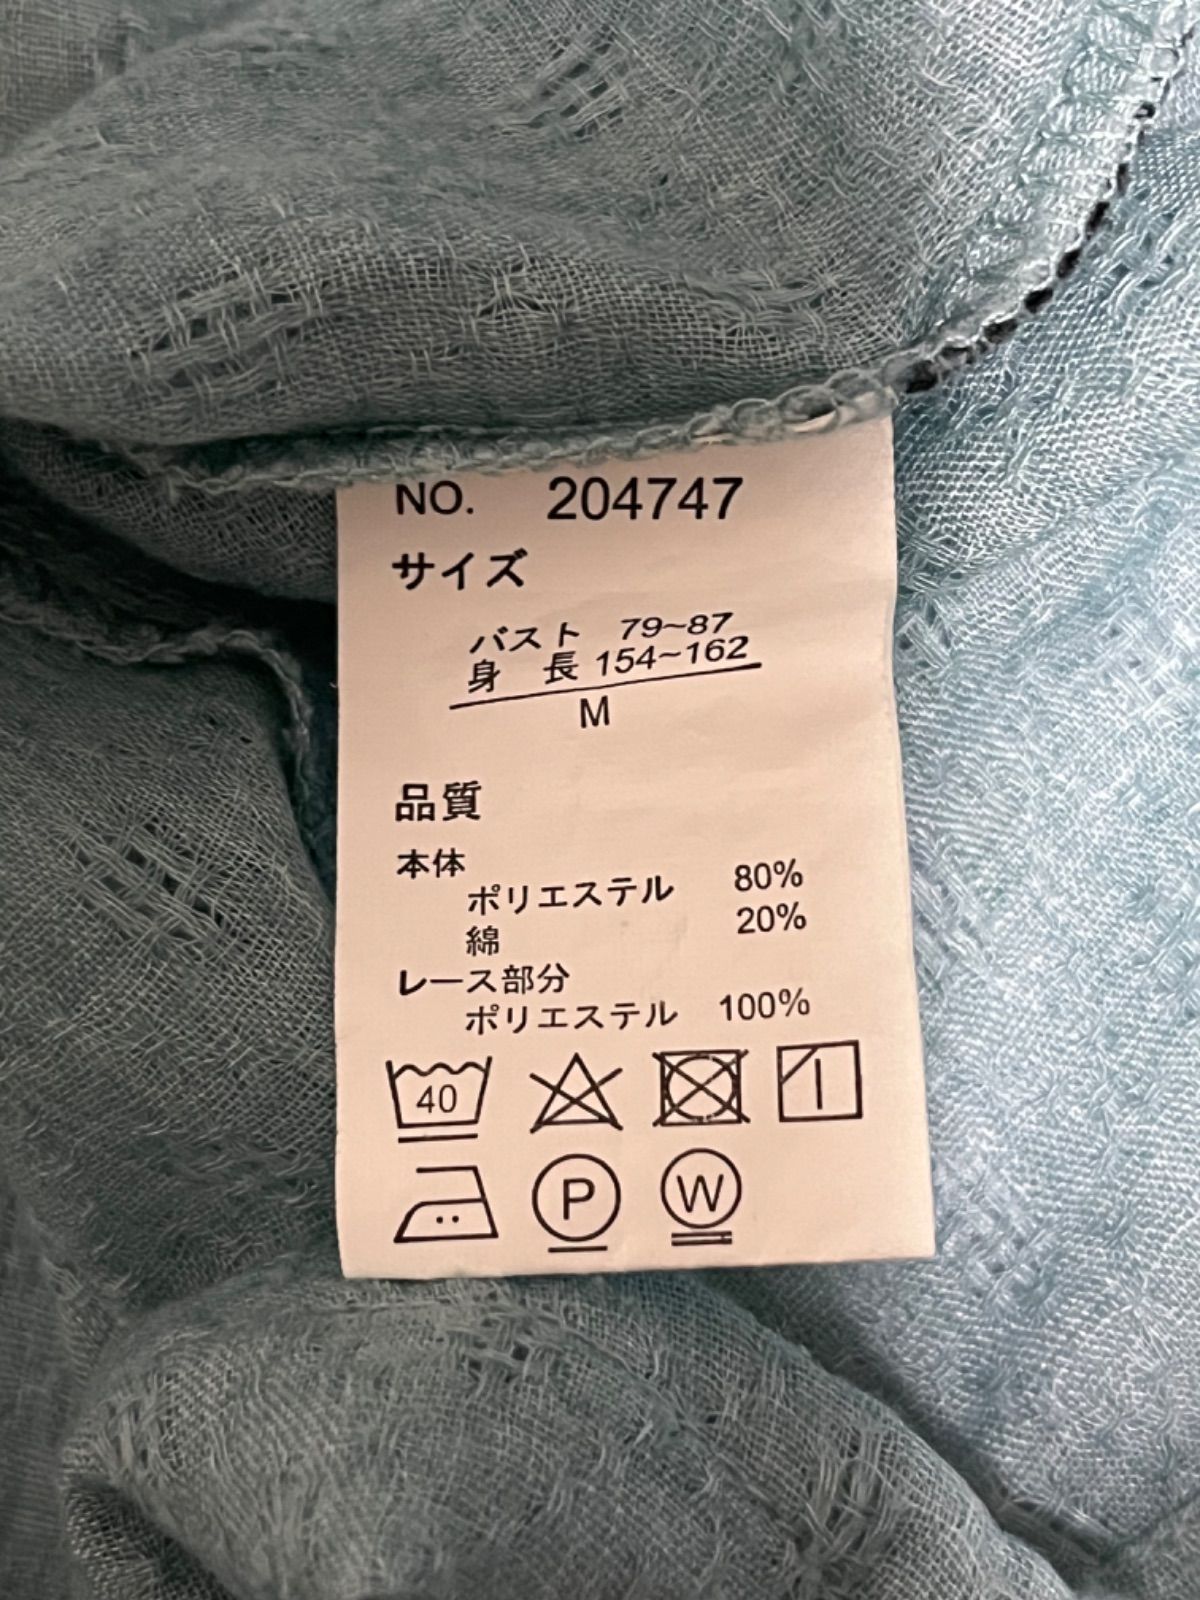 NO. 204747
サイズ
バスト 79~87
身 長 154~162
M
品質
本体
ポリエステル 80%
綿 20%
レース部分
ポリエステル 100%
40
P W